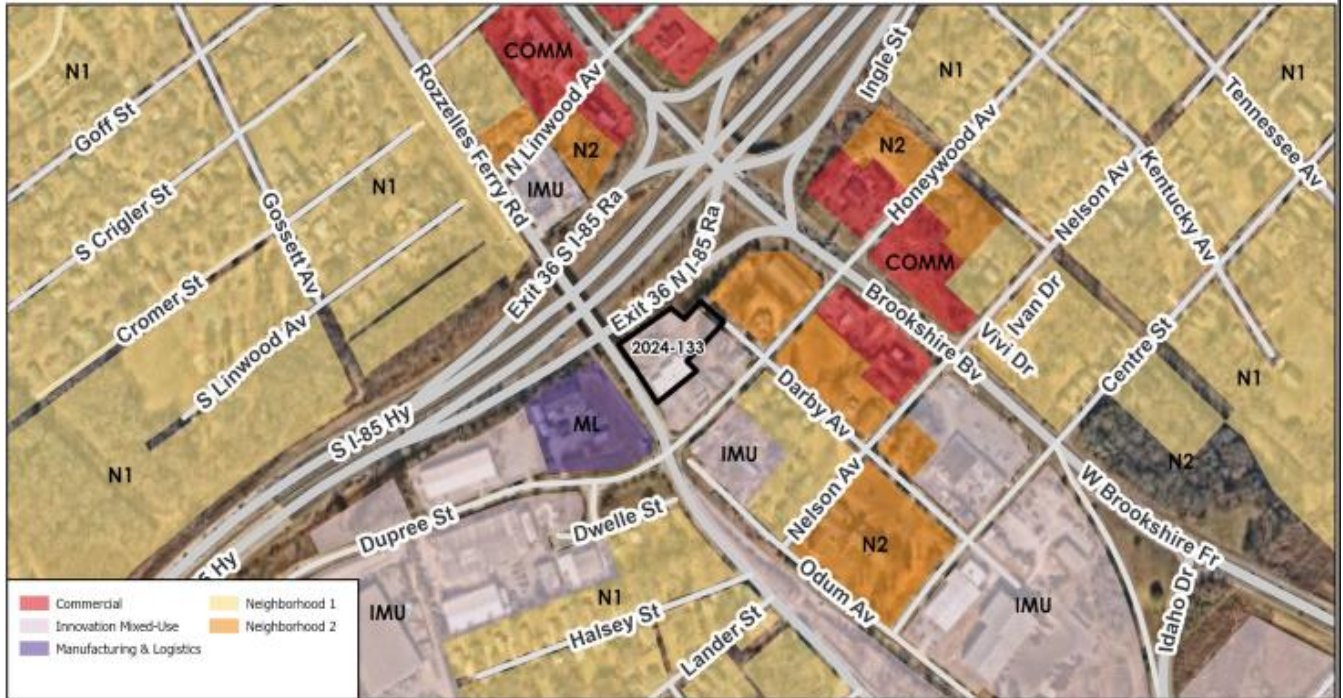 N1
Goff St
S Crigler St
Cromer St
S Linwood Av
Gossett Av
N1
N1
Rozzelles Ferry Rd
COMM
N Linwood Av
N2
IMU
Exit 36 S I-85 Ra
Exit 36 N I-85 Ra
Ingle St
N1
N1
Tennessee Av
N2
Honeywood Av
Nelson Av
Kentucky Av
COMM
Brookshire Bv
Ivan Dr
Vivi Dr
Centre St
N1
2024-133
Darby Av
S I-85 Hy
ML
IMU
Nelson Av
N2
N2
W Brookshire Fr
Dupree St
Dwelle St
5 Hy
IMU
N1
Halsey St
Lander St
Odum Av
IMU
Idaho Dr
Commercial
Innovation Mixed-Use
Manufacturing & Logistics
Neighborhood 1
Neighborhood 2